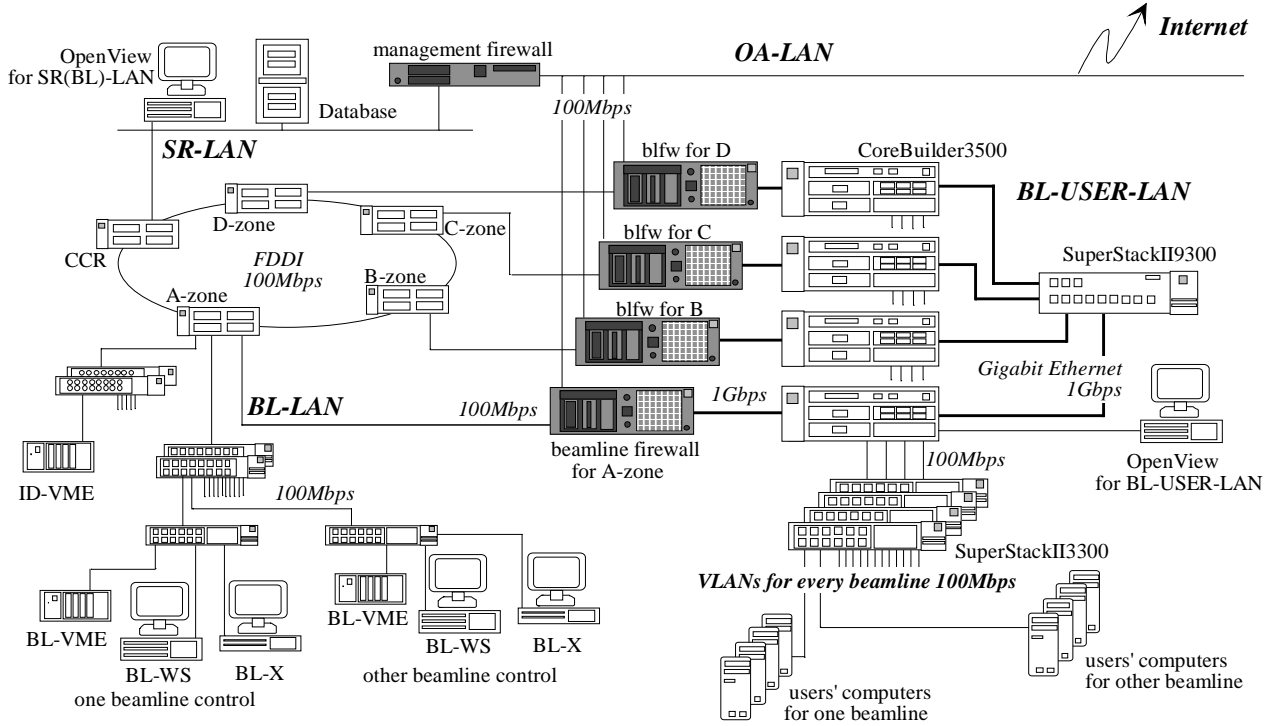 OpenView
for SR(BL)-LAN
Database
management firewall
OA-LAN
Internet
100Mbps
SR-LAN
blfw for D
CoreBuilder3500
BL-USER-LAN
D-zone
C-zone
CCR
FDDI
100Mbps
blfw for C
SuperStackII9300
A-zone
B-zone
blfw for B
Gigabit Ethernet
1Gbps
BL-LAN
100Mbps
1Gbps
beamline firewall
for A-zone
100Mbps
OpenView
for BL-USER-LAN
ID-VME
100Mbps
SuperStackII3300
VLANs for every beamline 100Mbps
BL-VME
BL-WS
BL-X
one beamline control
BL-VME
BL-WS
BL-X
other beamline control
users' computers
for one beamline
users' computers
for other beamline